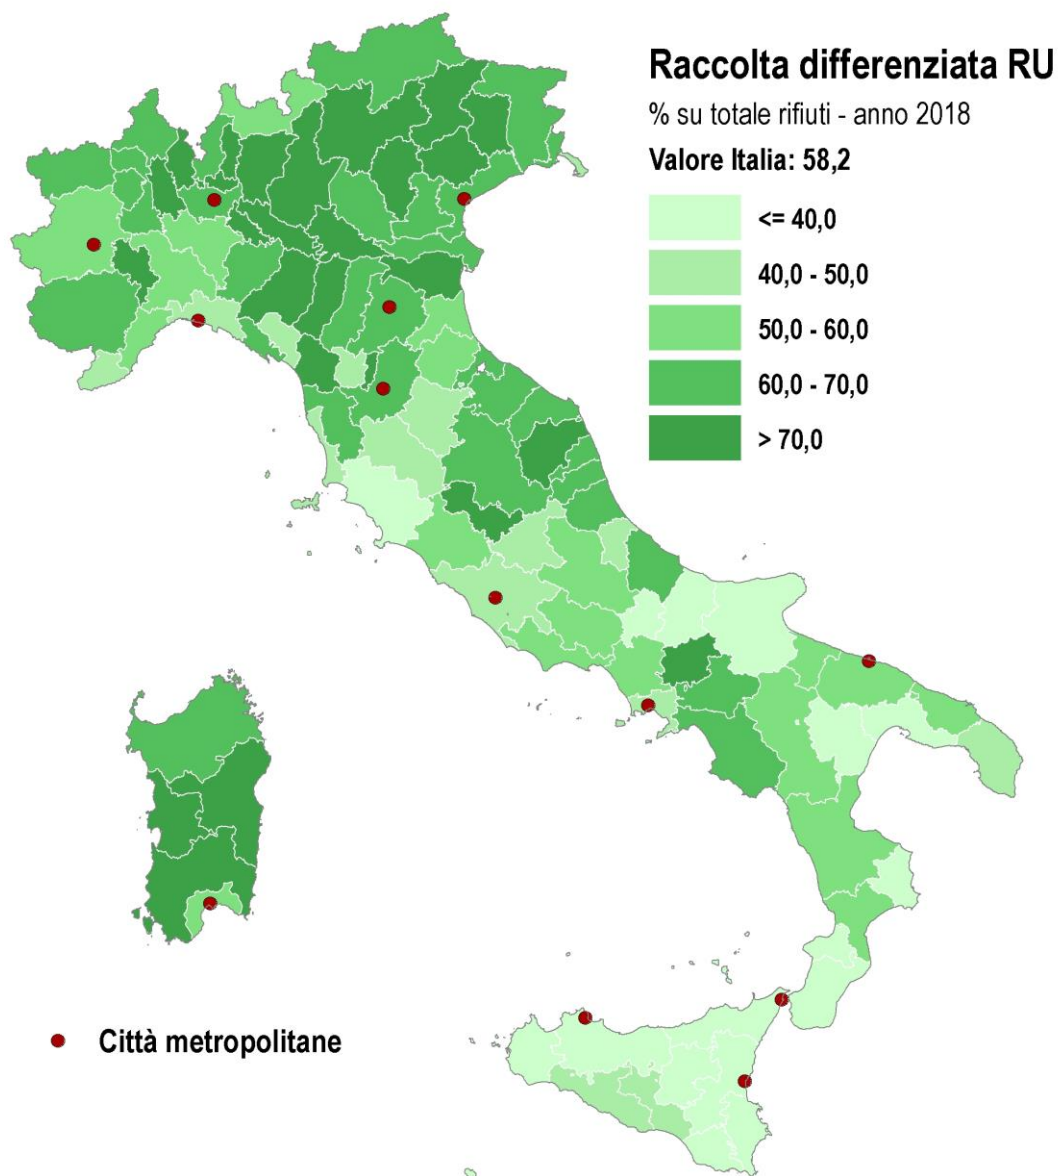 Raccolta differenziata RU
% su totale rifiuti - anno 2018
Valore Italia: 58,2
<= 40,0
40,0 - 50,0
50,0 - 60,0
60,0 - 70,0
> 70,0
Città metropolitane